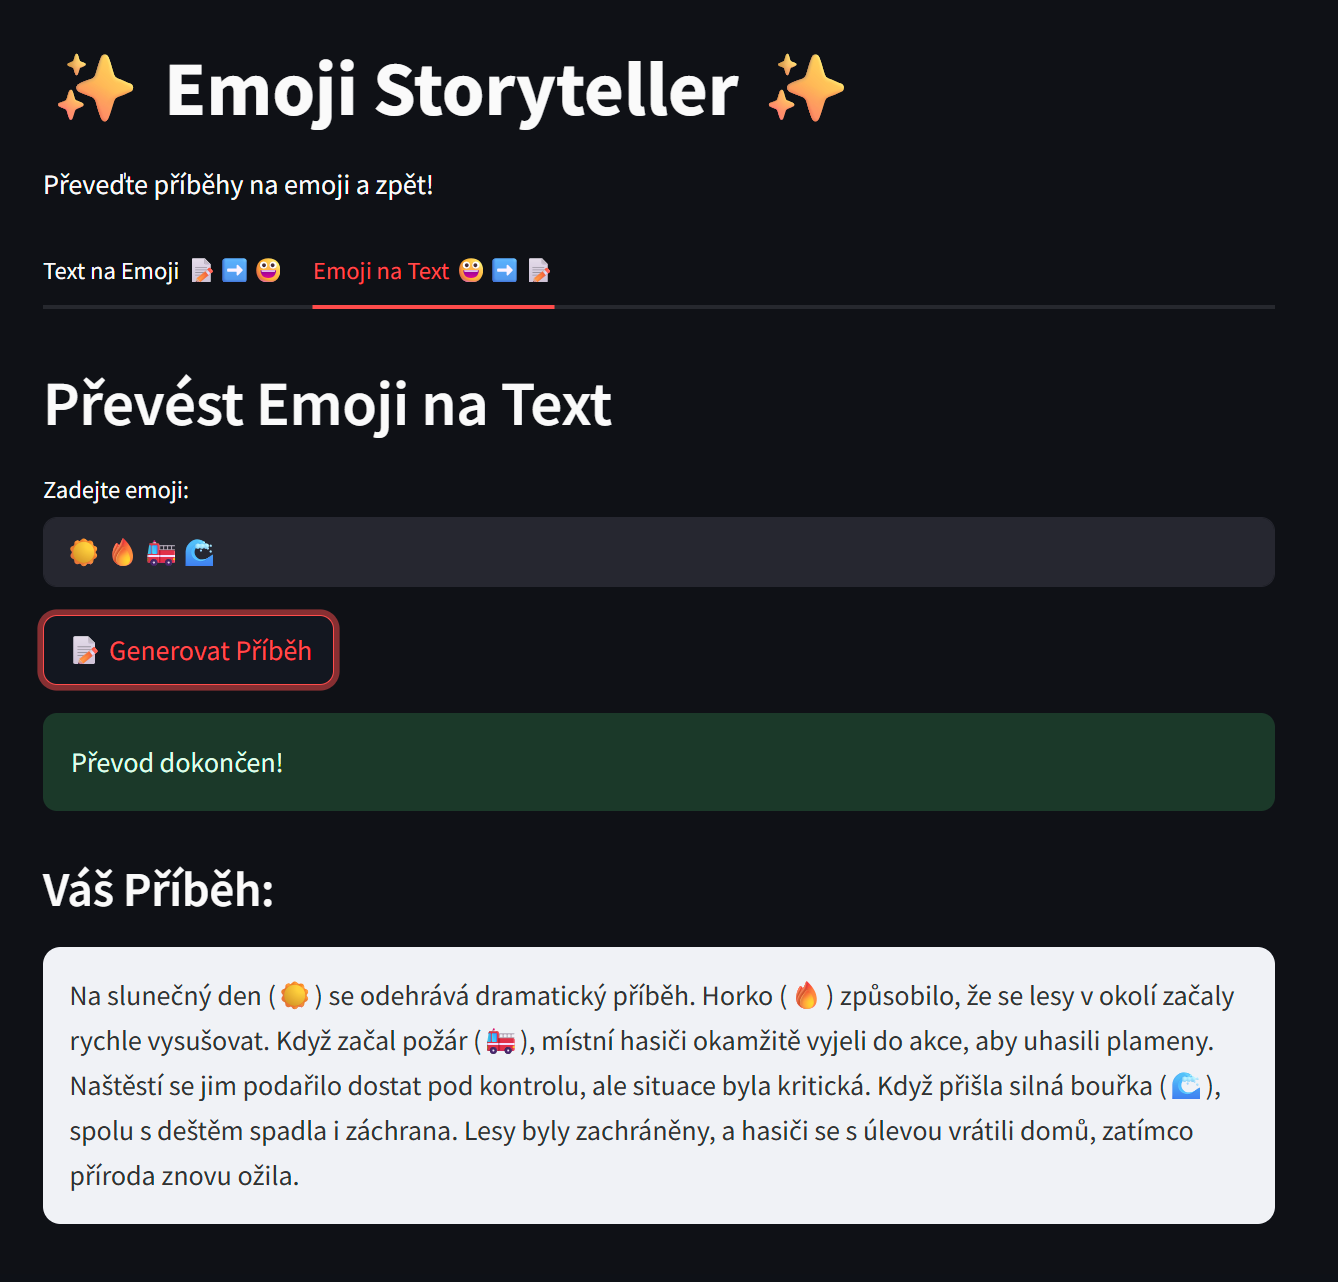 ✨ Emoji Storyteller ✨
Převeďte příběhy na emoji a zpět!
Text na Emoji 📝➡️😀 Emoji na Text 😀➡️📝
Převést Emoji na Text
Zadejte emoji:
☀️🔥🚒🌊
📝 Generovat Příběh
Převod dokončen!
Váš Příběh:
Na slunečný den (☀️) se odehrává dramatický příběh. Horko (🔥) způsobilo, že se lesy v okolí začaly
rychle vysušovat. Když začal požár (🚒), místní hasiči okamžitě vyjeli do akce, aby uhasili plameny.
Naštěstí se jim podařilo dostat pod kontrolu, ale situace byla kritická. Když přišla silná bouřka (🌊),
spolu s deštěm spadla i záchrana. Lesy byly zachráněny, a hasiči se s úlevou vrátili domů, zatímco
příroda znovu ožila.